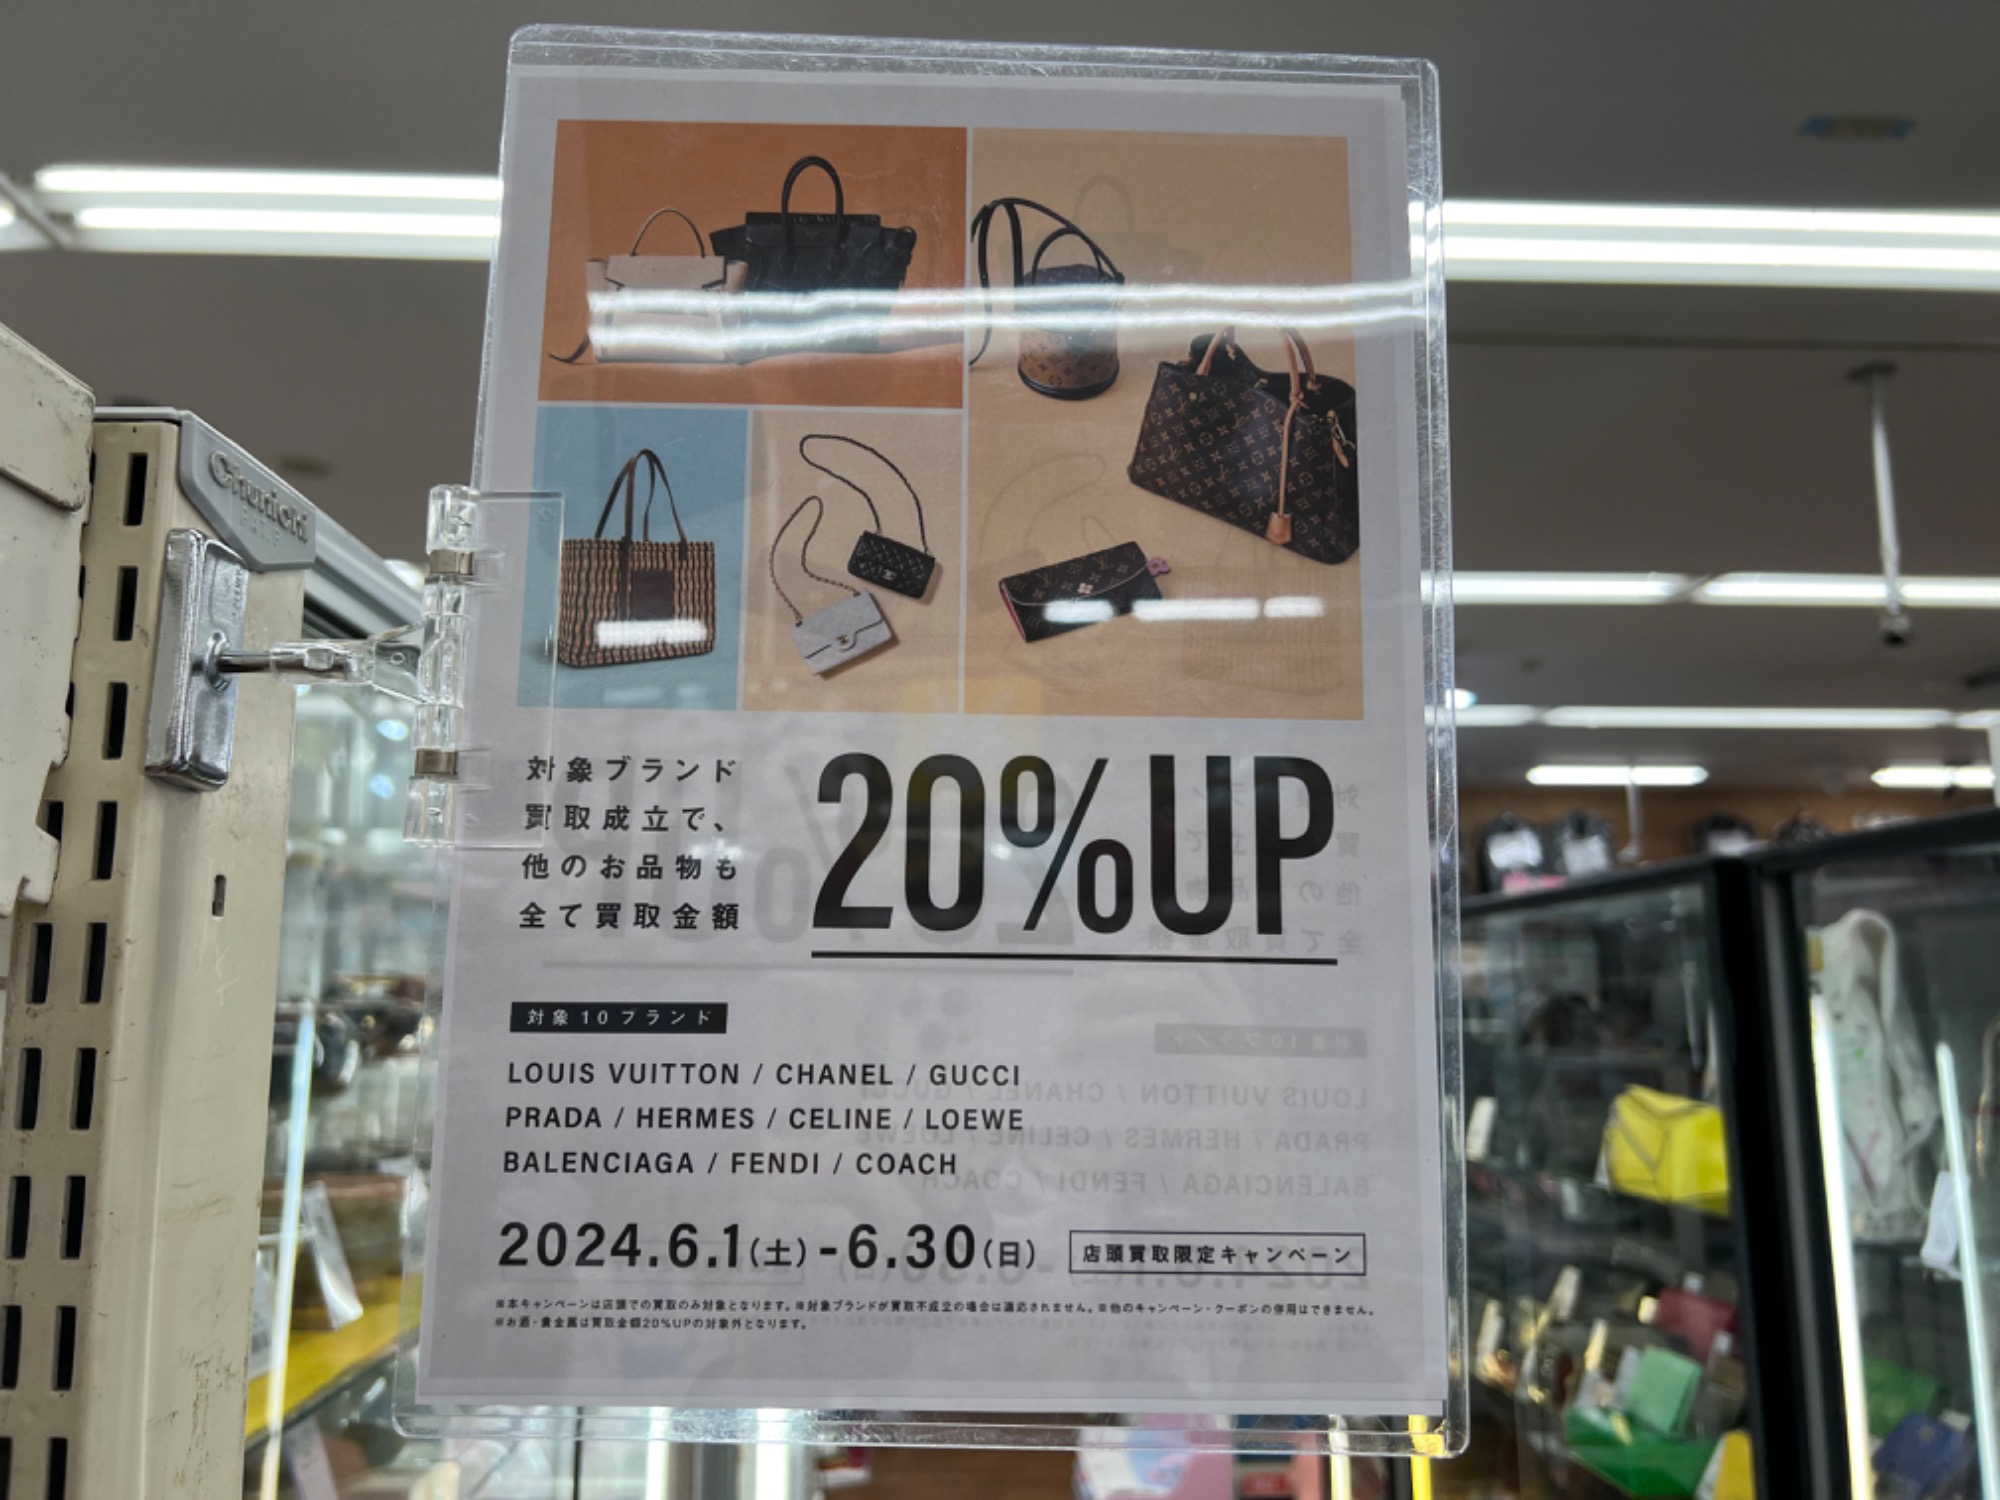 Chunichi
対象ブランド
買取成立で、
他のお品物も
全て買取金額
20%UP
対象10ブランド
LOUIS VUITTON / CHANEL / GUCCI
PRADA / HERMES / CELINE / LOEWE
BALENCIAGA / FENDI / COACH
2024.6.1(土)-6.30(日)
店頭買取限定キャンペーン
※本キャンペーンは店頭での買取のみ対象となります。※対象ブランドが買取不成立の場合は適応されません。※他のキャンペーン・クーポンの併用はできません。
※お酒・貴金属は買取金額20%UPの対象外となります。